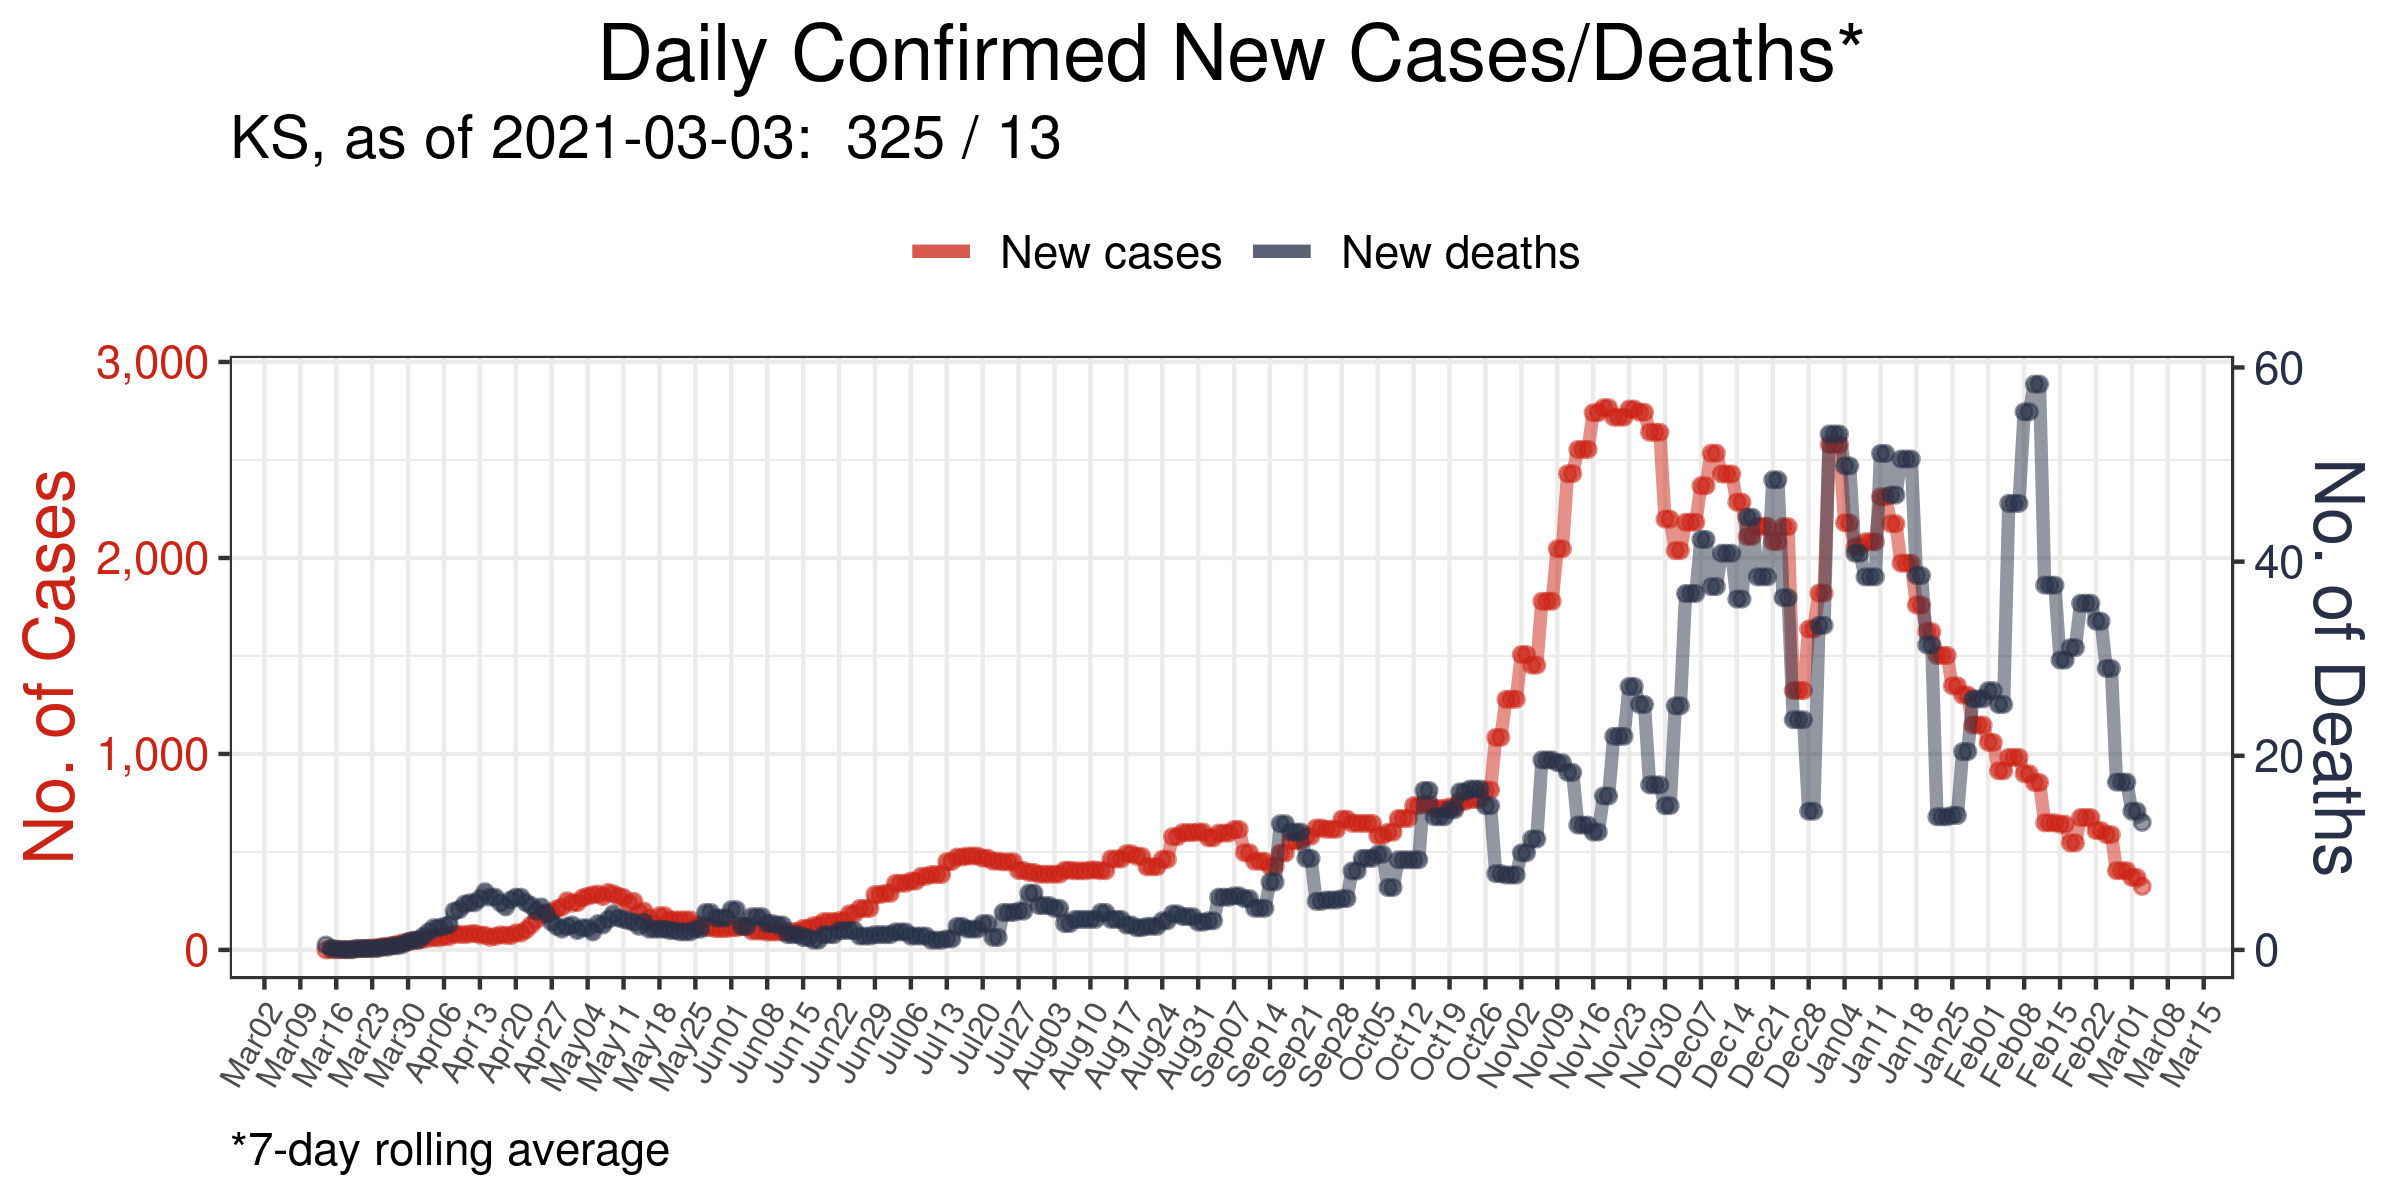 Daily Confirmed New Cases/Deaths*
KS, as of 2021-03-03:  325 / 13
New cases
New deaths
No. of Cases
3,000
2,000
1,000
0
60
40
20
0
No. of Deaths
Mar02
Mar09
Mar16
Mar23
Mar30
Apr06
Apr13
Apr20
Apr27
May04
May11
May18
May25
Jun01
Jun08
Jun15
Jun22
Jun29
Jul06
Jul13
Jul20
Jul27
Aug03
Aug10
Aug17
Aug24
Aug31
Sep07
Sep14
Sep21
Sep28
Oct05
Oct12
Oct19
Oct26
Nov02
Nov09
Nov16
Nov23
Nov30
Dec07
Dec14
Dec21
Dec28
Jan04
Jan11
Jan18
Jan25
Feb01
Feb08
Feb15
Feb22
Mar01
Mar08
Mar15
*7-day rolling average